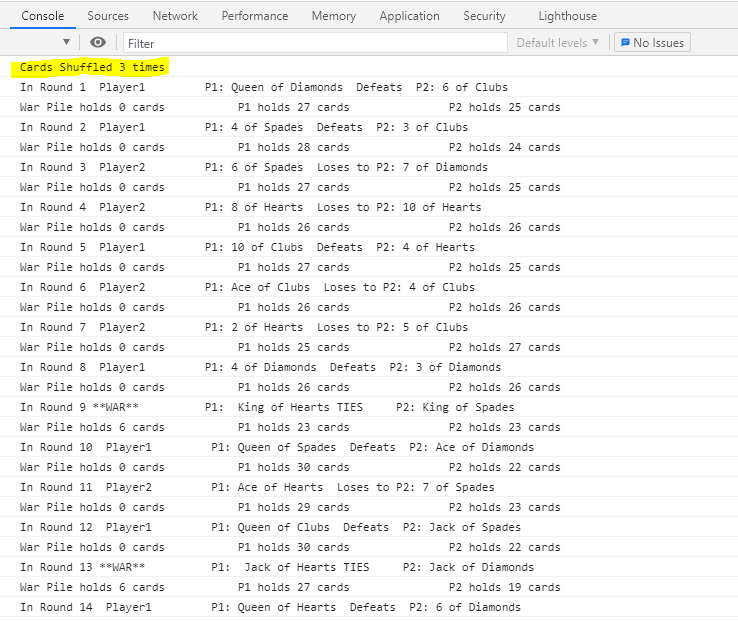 Console Sources Network Performance Memory Application Security Lighthouse
Filter Default levels No Issues
Cards Shuffled 3 times
In Round 1 Player1 P1: Queen of Diamonds Defeats P2: 6 of Clubs
War Pile holds 0 cards P1 holds 27 cards P2 holds 25 cards
In Round 2 Player1 P1: 4 of Spades Defeats P2: 3 of Clubs
War Pile holds 0 cards P1 holds 28 cards P2 holds 24 cards
In Round 3 Player2 P1: 6 of Spades Loses to P2: 7 of Diamonds
War Pile holds 0 cards P1 holds 27 cards P2 holds 25 cards
In Round 4 Player2 P1: 8 of Hearts Loses to P2: 10 of Hearts
War Pile holds 0 cards P1 holds 26 cards P2 holds 26 cards
In Round 5 Player1 P1: 10 of Clubs Defeats P2: 4 of Hearts
War Pile holds 0 cards P1 holds 27 cards P2 holds 25 cards
In Round 6 Player2 P1: Ace of Clubs Loses to P2: 4 of Clubs
War Pile holds 0 cards P1 holds 26 cards P2 holds 26 cards
In Round 7 Player2 P1: 2 of Hearts Loses to P2: 5 of Clubs
War Pile holds 0 cards P1 holds 25 cards P2 holds 27 cards
In Round 8 Player1 P1: 4 of Diamonds Defeats P2: 3 of Diamonds
War Pile holds 0 cards P1 holds 26 cards P2 holds 26 cards
In Round 9 **WAR** P1: King of Hearts TIES P2: King of Spades
War Pile holds 6 cards P1 holds 23 cards P2 holds 23 cards
In Round 10 Player1 P1: Queen of Spades Defeats P2: Ace of Diamonds
War Pile holds 0 cards P1 holds 30 cards P2 holds 22 cards
In Round 11 Player2 P1: Ace of Hearts Loses to P2: 7 of Spades
War Pile holds 0 cards P1 holds 29 cards P2 holds 23 cards
In Round 12 Player1 P1: Queen of Clubs Defeats P2: Jack of Spades
War Pile holds 0 cards P1 holds 30 cards P2 holds 22 cards
In Round 13 **WAR** P1: Jack of Hearts TIES P2: Jack of Diamonds
War Pile holds 6 cards P1 holds 27 cards P2 holds 19 cards
In Round 14 Player1 P1: Queen of Hearts Defeats P2: 6 of Diamonds